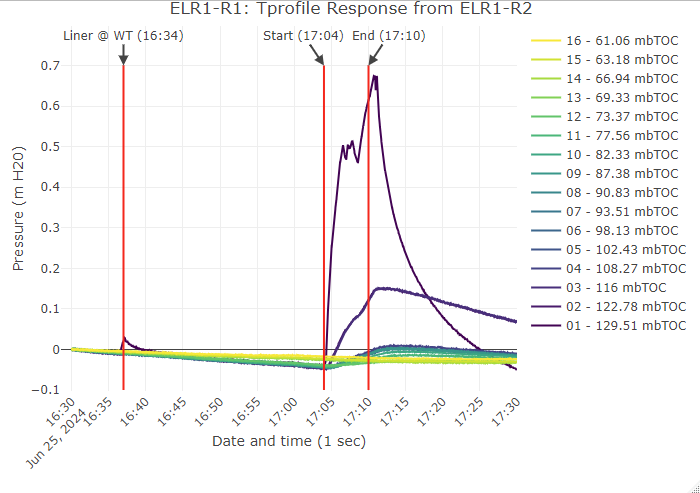 ELR1-R1: Tprofile Response from ELR1-R2
Liner @ WT (16:34)
Start (17:04)
End (17:10)
0.7
0.6
0.5
0.4
0.3
0.2
0.1
0
−0.1
Pressure (m H20)
16:30
Jun 25, 2024
16:35
16:40
16:45
16:50
16:55
17:00
17:05
17:10
17:15
17:20
17:25
17:30
Date and time (1 sec)
16 - 61.06 mbTOC
15 - 63.18 mbTOC
14 - 66.94 mbTOC
13 - 69.33 mbTOC
12 - 73.37 mbTOC
11 - 77.56 mbTOC
10 - 82.33 mbTOC
09 - 87.38 mbTOC
08 - 90.83 mbTOC
07 - 93.51 mbTOC
06 - 98.13 mbTOC
05 - 102.43 mbTOC
04 - 108.27 mbTOC
03 - 116 mbTOC
02 - 122.78 mbTOC
01 - 129.51 mbTOC